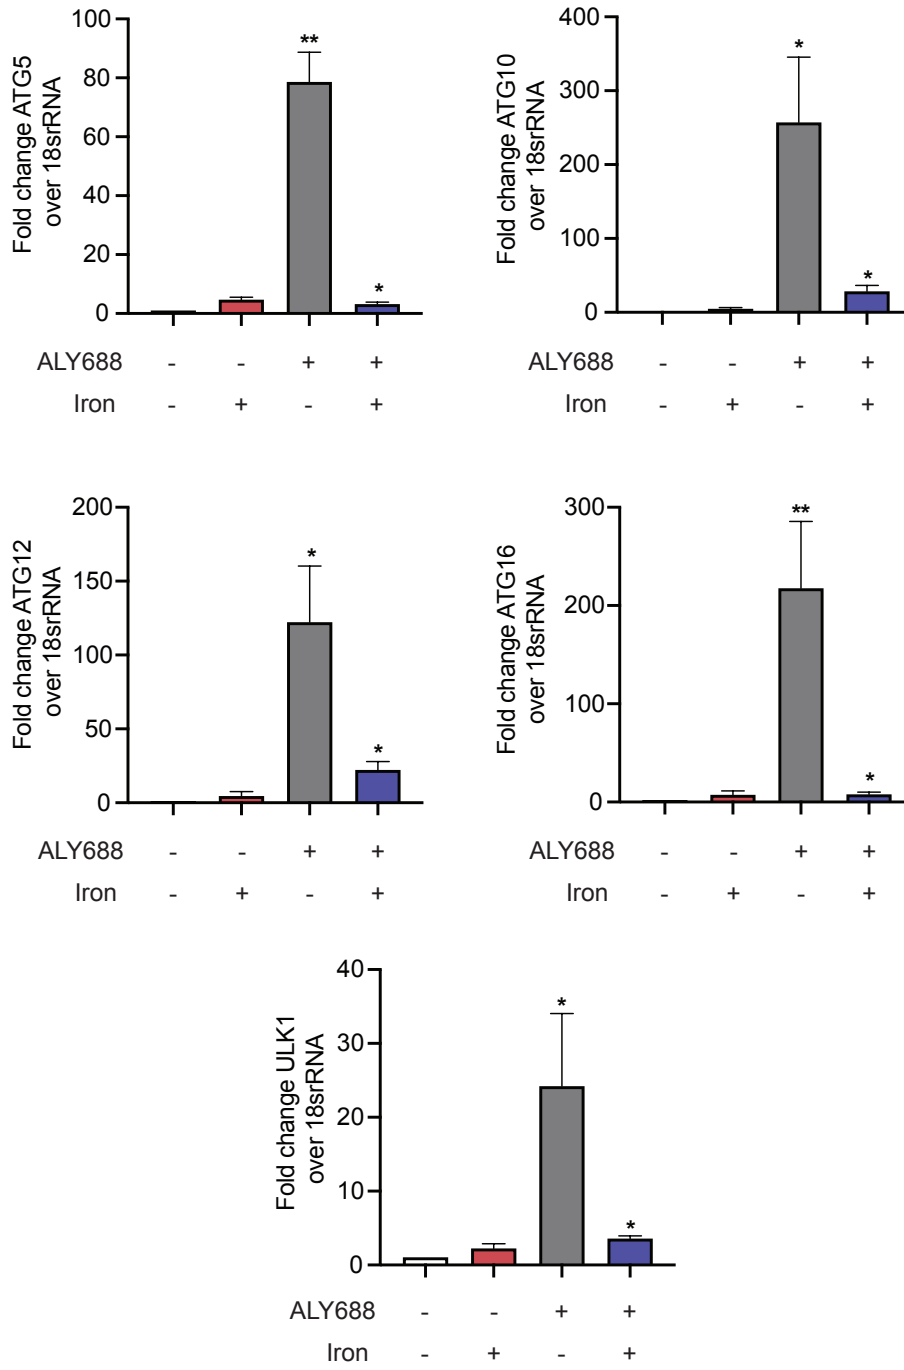 Fold change ATG5
over 18srRNA
100
80
60
40
20
0
**
*
ALY688 - - + +
Iron - + - +
Fold change ATG10
over 18srRNA
400
300
200
100
0
*
*
ALY688 - - + +
Iron - + - +
Fold change ATG12
over 18srRNA
200
150
100
50
0
*
*
ALY688 - - + +
Iron - + - +
Fold change ATG16
over 18srRNA
300
200
100
0
**
*
ALY688 - - + +
Iron - + - +
Fold change ULK1
over 18srRNA
40
30
20
10
0
*
*
ALY688 - - + +
Iron - + - +